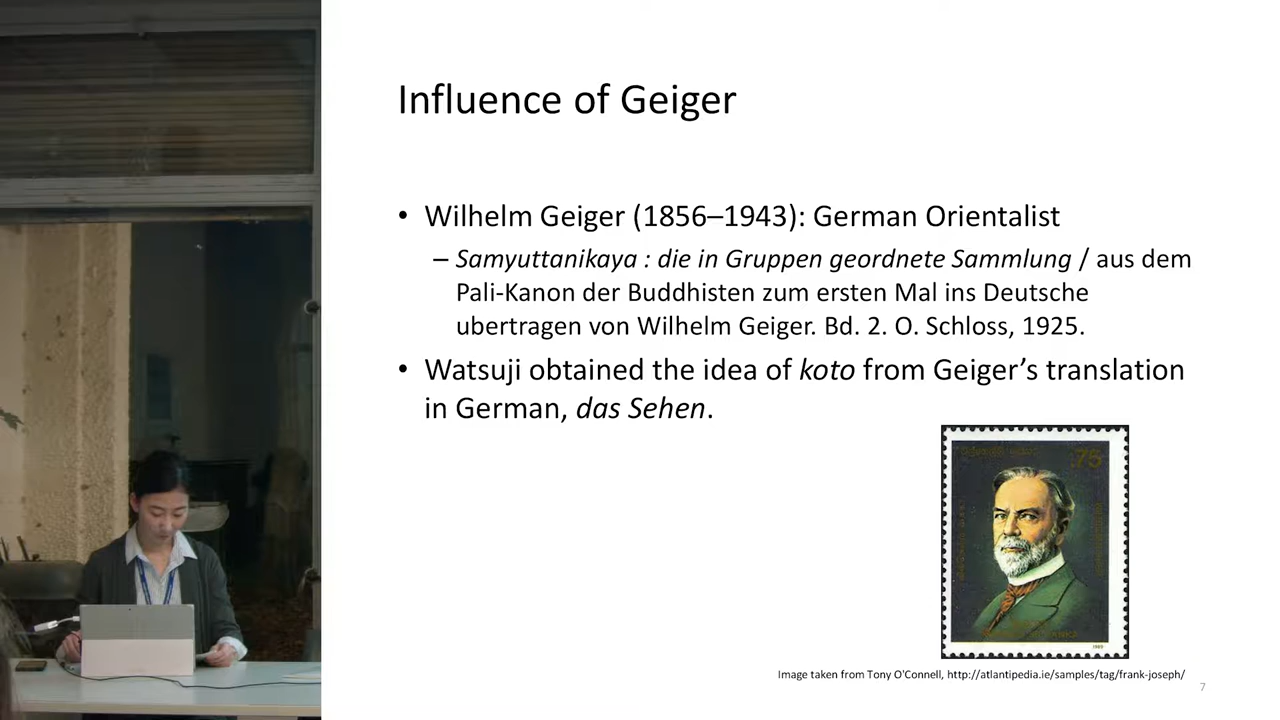 Influence of Geiger
• Wilhelm Geiger (1856–1943): German Orientalist
– Samyuttanikaya : die in Gruppen geordnete Sammlung / aus dem
Pali-Kanon der Buddhisten zum ersten Mal ins Deutsche
ubertragen von Wilhelm Geiger. Bd. 2. O. Schloss, 1925.
• Watsuji obtained the idea of koto from Geiger’s translation
in German, das Sehen.
75
1989
Image taken from Tony O'Connell, http://atlantipedia.ie/samples/tag/frank-joseph/
7